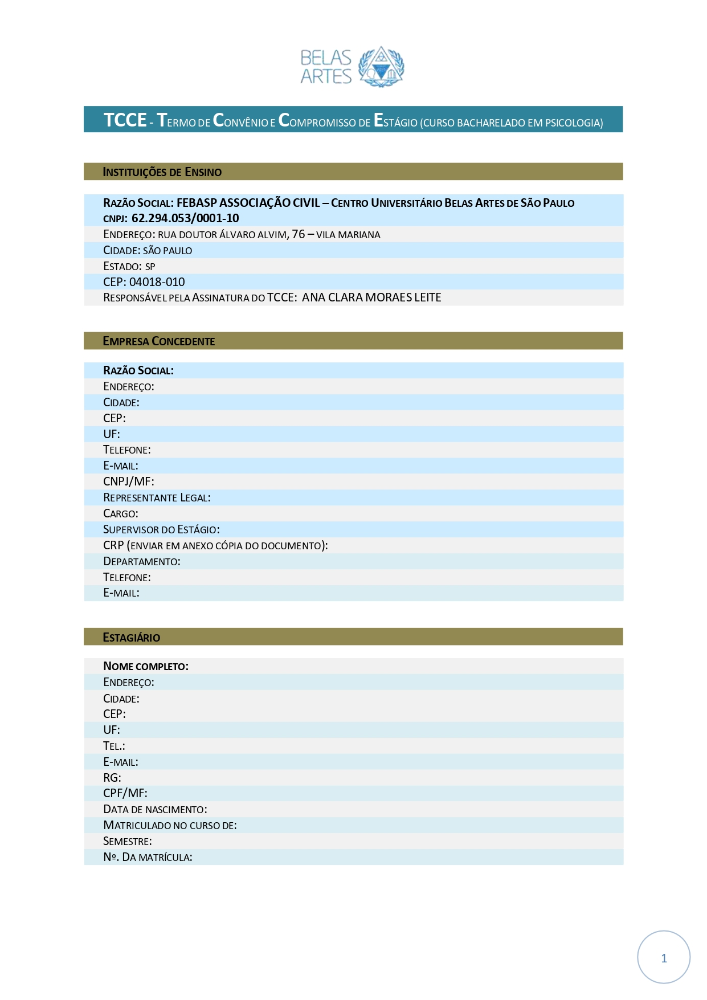 BELAS
ARTES
TCCE - TERMO DE CONVÊNIO E COMPROMISSO DE ESTÁGIO (CURSO BACHARELADO EM PSICOLOGIA)
INSTITUIÇÕES DE ENSINO
RAZÃO SOCIAL: FEBASP ASSOCIAÇÃO CIVIL – CENTRO UNIVERSITÁRIO BELAS ARTES DE SÃO PAULO
CNPJ: 62.294.053/0001-10
ENDEREÇO: RUA DOUTOR ÁLVARO ALVIM, 76 – VILA MARIANA
CIDADE: SÃO PAULO
ESTADO: SP
CEP: 04018-010
RESPONSÁVEL PELA ASSINATURA DO TCCE: ANA CLARA MORAES LEITE
EMPRESA CONCEDENTE
RAZÃO SOCIAL:
ENDEREÇO:
CIDADE:
CEP:
UF:
TELEFONE:
E-MAIL:
CNPJ/MF:
REPRESENTANTE LEGAL:
CARGO:
SUPERVISOR DO ESTÁGIO:
CRP (ENVIAR EM ANEXO CÓPIA DO DOCUMENTO):
DEPARTAMENTO:
TELEFONE:
E-MAIL:
ESTAGIÁRIO
NOME COMPLETO:
ENDEREÇO:
CIDADE:
CEP:
UF:
TEL.:
E-MAIL:
RG:
CPF/MF:
DATA DE NASCIMENTO:
MATRICULADO NO CURSO DE:
SEMESTRE:
Nº. DA MATRÍCULA:
1